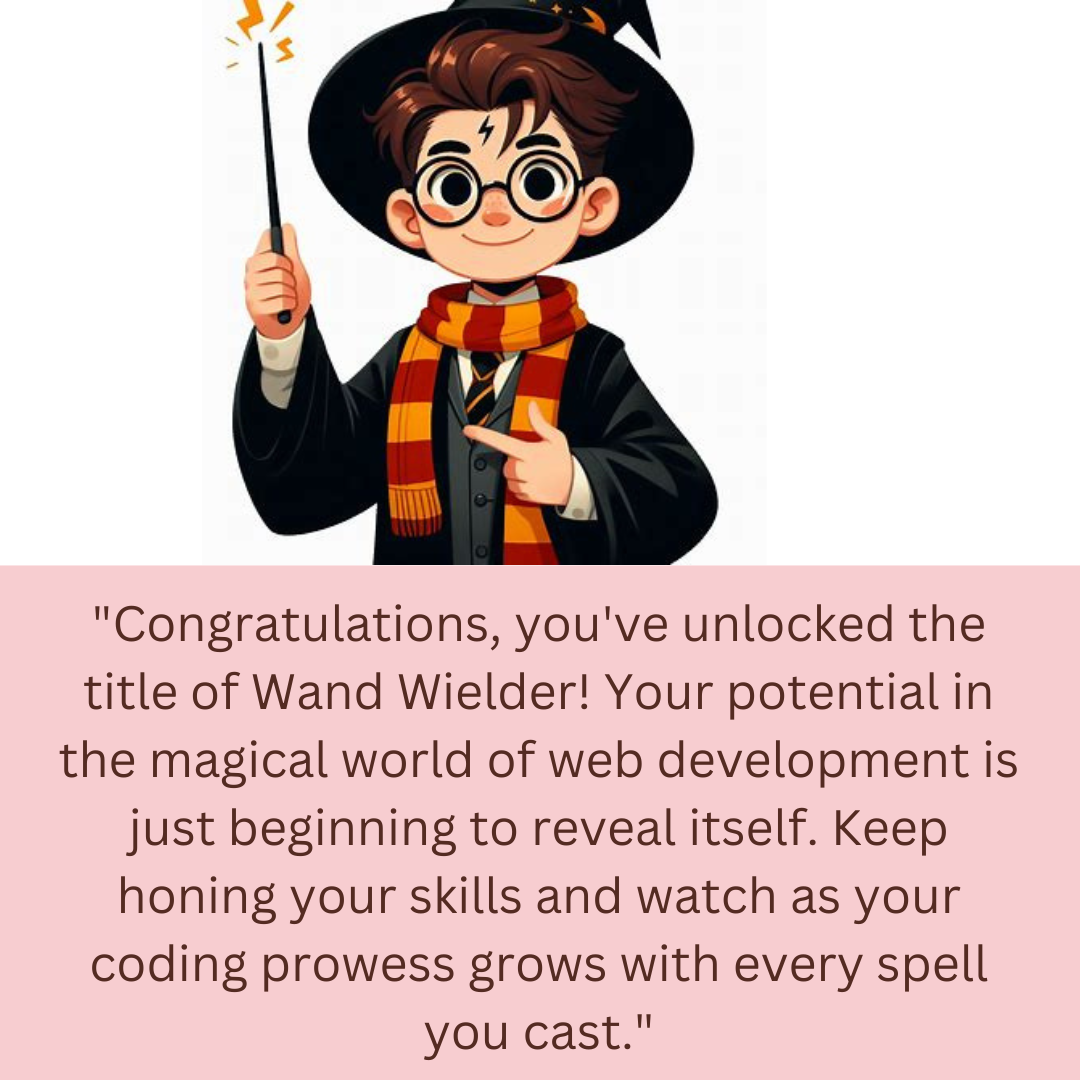 "Congratulations, you've unlocked the
title of Wand Wielder! Your potential in
the magical world of web development is
just beginning to reveal itself. Keep
honing your skills and watch as your
coding prowess grows with every spell
you cast."